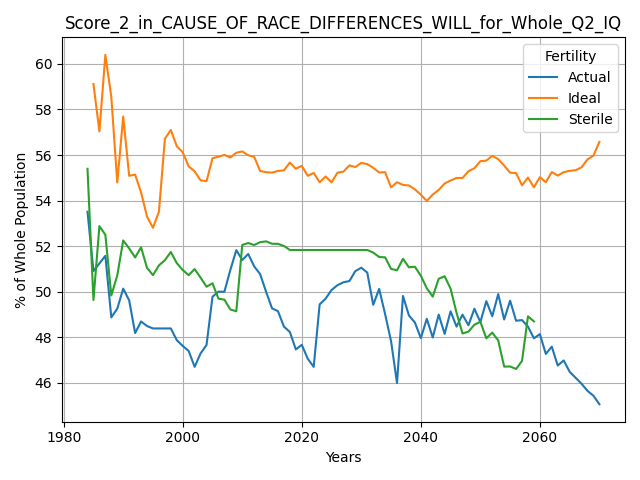 Score_2_in_CAUSE_OF_RACE_DIFFERENCES_WILL_for_Whole_Q2_IQ
Fertility
Actual
Ideal
Sterile
% of Whole Population
60
58
56
54
52
50
48
46
1980
2000
2020
2040
2060
Years